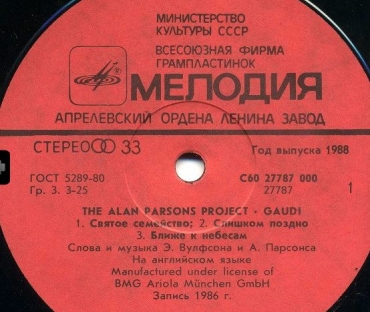 МИНИСТЕРСТВО
КУЛЬТУРЫ СССР
ВСЕСОЮЗНАЯ ФИРМА
ГРАМПЛАСТИНОК
МЕЛОДИЯ
АПРЕЛЕВСКИЙ ОРДЕНА ЛЕНИНА ЗАВОД
СТЕРЕО 33
Год выпуска 1988
ГОСТ 5289-80
С60 27787 000
Гр. 3. 3-25
27787
1
THE ALAN PARSONS PROJECT - GAUDI
1. Святое семейство; 2. Слишком поздно
3. Ближе к небесам
Слова и музыка Э. Вулфсона и А. Парсонса
На английском языке
Manufactured under license of
BMG Ariola München GmbH
Запись 1986 г.